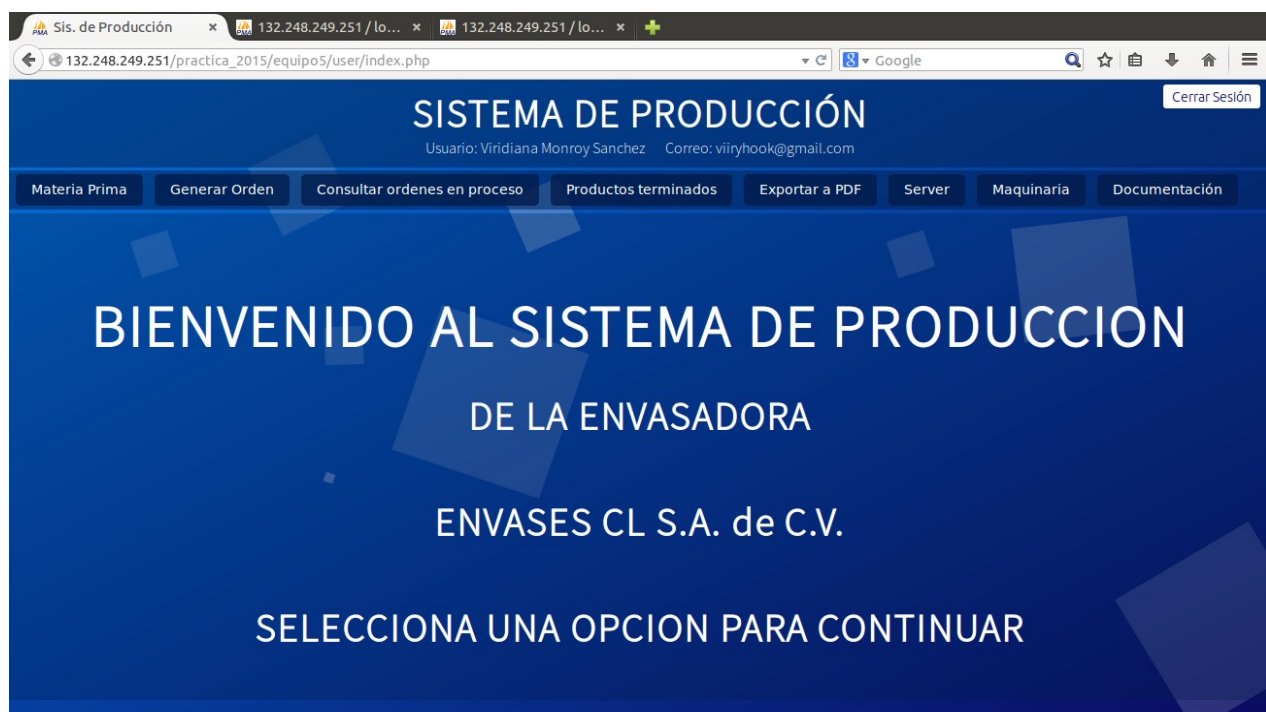 Sis. de Producción × 132.248.249.251 / lo... × 132.248.249.251 / lo... ×
132.248.249.251/practica_2015/equipo5/user/index.php Google
Cerrar Sesión
SISTEMA DE PRODUCCIÓN
Usuario: Viridiana Monroy Sanchez Correo: viiryhook@gmail.com
Materia Prima Generar Orden Consultar ordenes en proceso Productos terminados Exportar a PDF Server Maquinaria Documentación
BIENVENIDO AL SISTEMA DE PRODUCCION
DE LA ENVASADORA
ENVASES CL S.A. de C.V.
SELECCIONA UNA OPCION PARA CONTINUAR